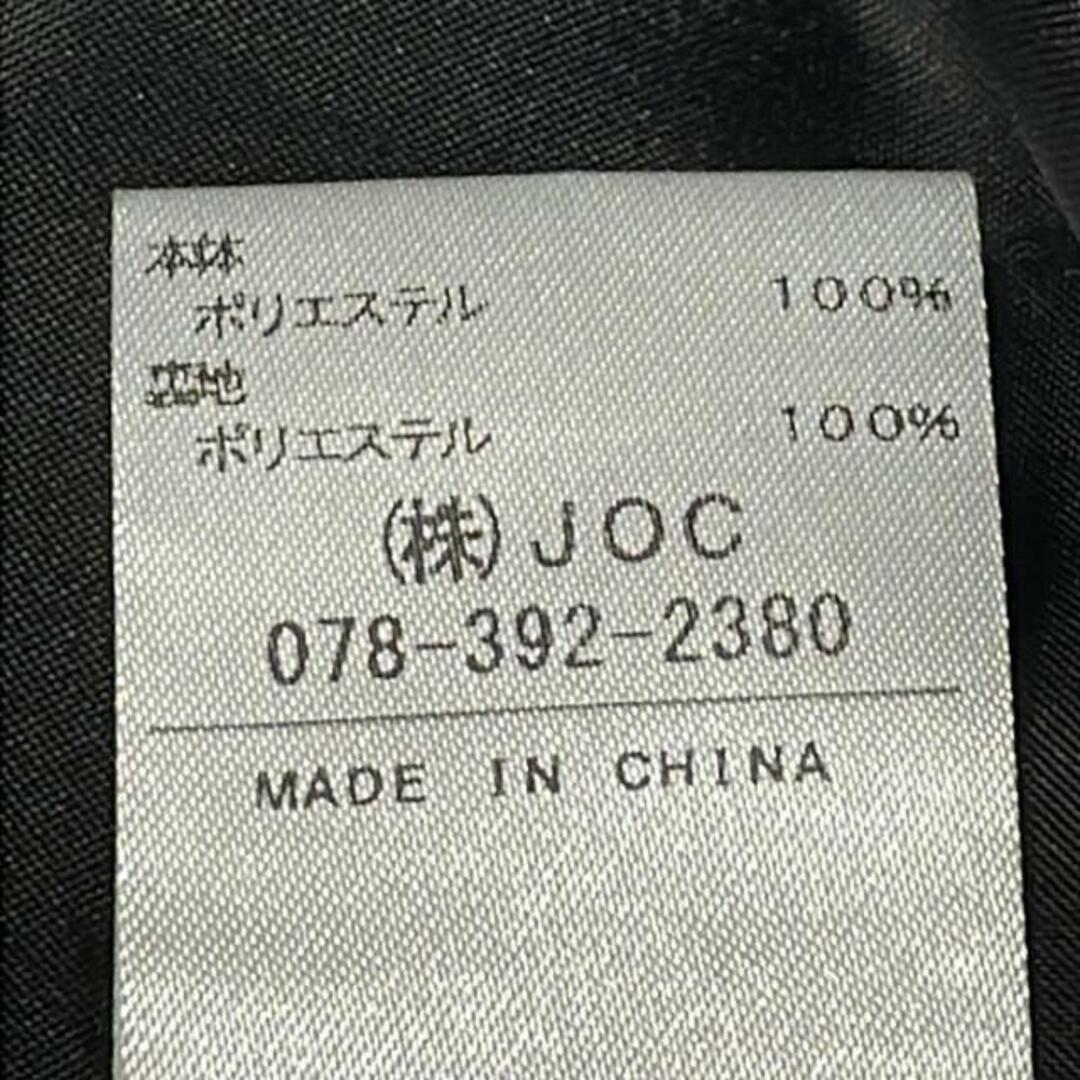 本体
ポリエステル 100%
裏地
ポリエステル 100%
(株)JOC
078-392-2380
MADE IN CHINA